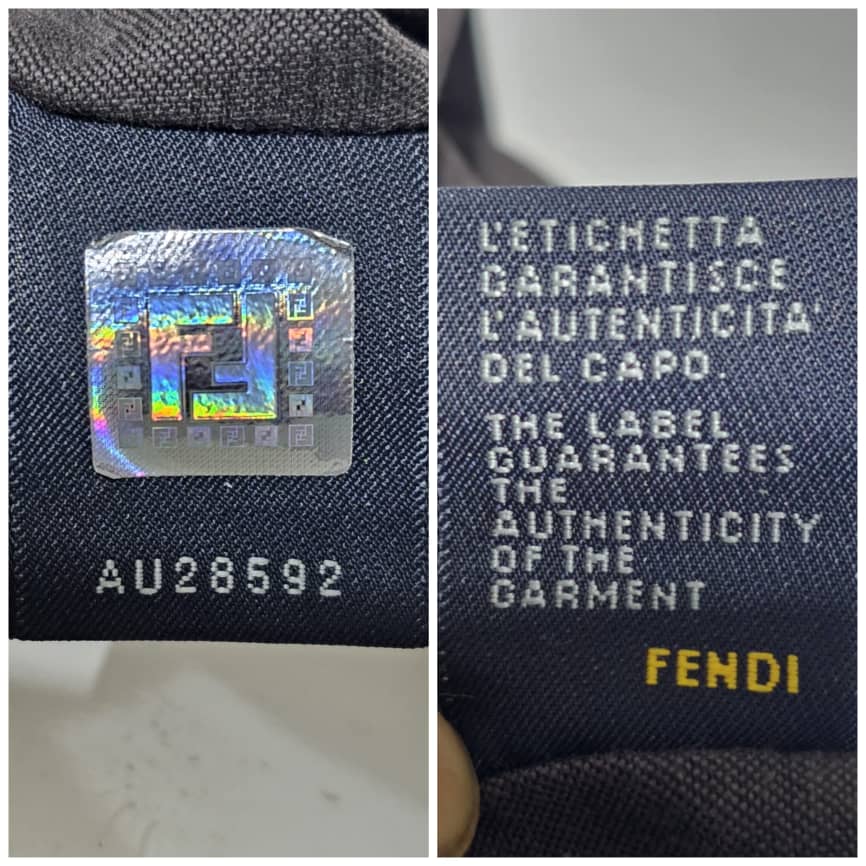 AU28592
L'ETICHETTA
GARANTISCE
L'AUTENTICITA'
DEL CAPO.
THE LABEL
GUARANTEES
THE
AUTHENTICITY
OF THE
GARMENT
FENDI